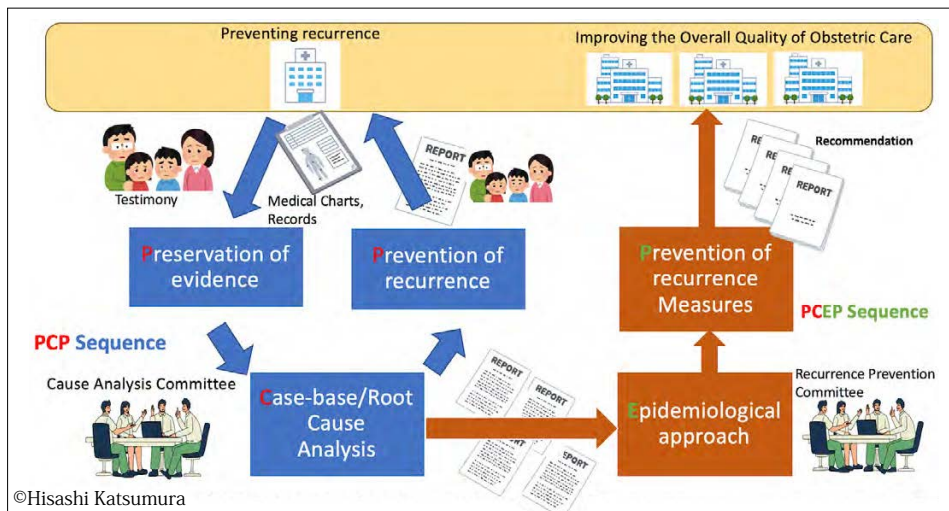 Preventing recurrence
Improving the Overall Quality of Obstetric Care
REPORT
Recommendation
REPORT
Testimony
Medical Charts,
Records
Preservation of
evidence
Prevention of
recurrence
Prevention of
recurrence
Measures
PCP Sequence
PCEP Sequence
Cause Analysis Committee
Case-base/Root
Cause
Analysis
REPORT
REPORT
REPORT
EPORT
Epidemiological
approach
Recurrence Prevention
Committee
©Hisashi Katsumura